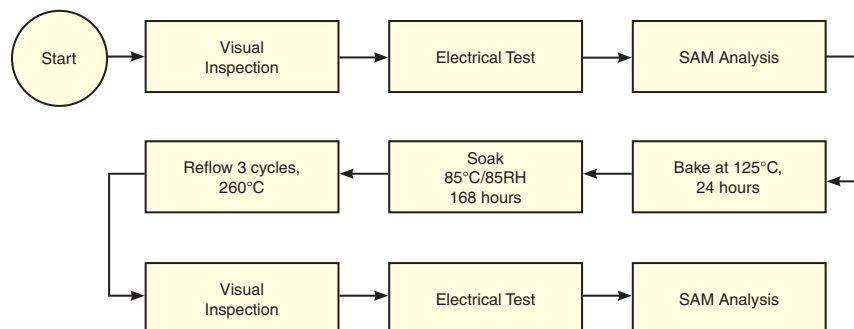 Start
Visual
Inspection
Electrical Test
SAM Analysis
Bake at 125°C,
24 hours
Soak
85°C/85RH
168 hours
Reflow 3 cycles,
260°C
Visual
Inspection
Electrical Test
SAM Analysis